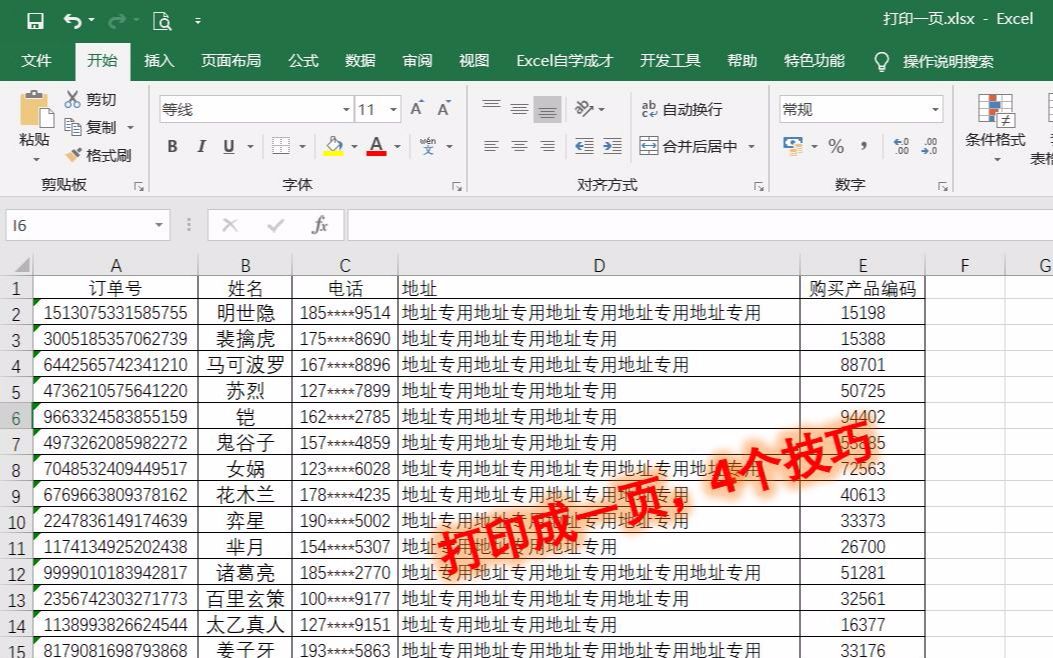 打印一页.xlsx - Excel
文件 开始 插入 页面布局 公式 数据 审阅 视图 Excel自学成才 开发工具 帮助 特色功能 操作说明搜索
粘贴 剪切 复制 格式刷
剪贴板
等线 11
B I U A wén 文
字体
ab 自动换行
合并后居中
对齐方式
常规
% , .00 .00
数字
条件格式
I6 fx
A B C D E F G
1 订单号 姓名 电话 地址 购买产品编码
2 1513075331585755 明世隐 185****9514 地址专用地址专用地址专用地址专用地址专用 15198
3 3005185357062739 裴擒虎 175****8690 地址专用地址专用地址专用 15388
4 6442565742341210 马可波罗 167****8896 地址专用地址专用地址专用地址专用 88701
5 4736210575641220 苏烈 127****7899 地址专用地址专用地址专用 50725
6 9663324583855159 铠 162****2785 地址专用地址专用地址专用 94402
7 4973262085982272 鬼谷子 157****4859 地址专用地址专用地址专用
8 7048532409449517 女娲 123****6028 地址专用地址专用地址专用地址专用地址专用 72563
9 6769663809378162 花木兰 178****4235 地址专用地址专用地址专用地址专用 40613
10 2247836149174639 弈星 190****5002 地址专用地址专用地址专用地址专用 33373
11 1174134925202438 芈月 154****5307 地址专用地址专用地址专用 26700
12 9999010183942817 诸葛亮 185****2770 地址专用地址专用地址专用地址专用地址专用 51281
13 2356742303271773 百里玄策 100****9177 地址专用地址专用地址专用地址专用 32561
14 1138993826624544 太乙真人 127****9151 地址专用地址专用地址专用 16377
15 8179081698793868 姜子牙 193****5863 地址专用地址专用地址专用地址专用地址专用 33176
打印成一页，4个技巧